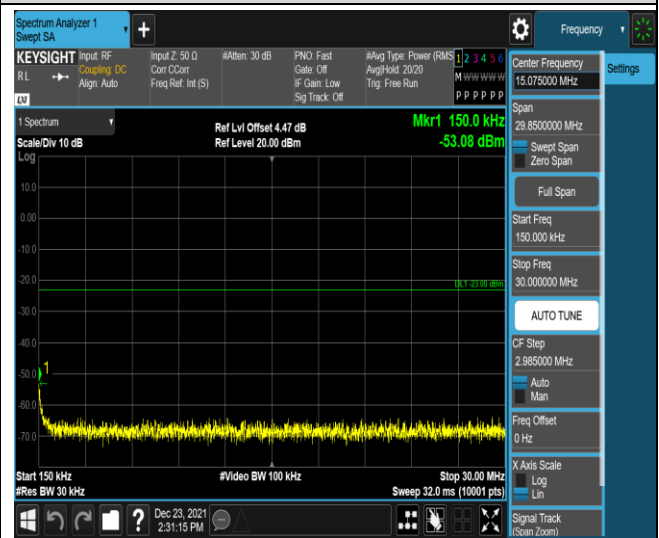 Spectrum Analyzer 1
Swept SA
+
Frequency
KEYSIGHT
Input: RF
Input Z: 50 Ω
#Atten: 30 dB
PNO: Fast
#Avg Type: Power (RMS)
1 2 3 4 5 6
RL
Coupling: DC
Corr CCorr
Gate: Off
Avg|Hold: 20/20
M W W W W W
Align: Auto
Freq Ref: Int (S)
IF Gain: Low
Trig: Free Run
LXI
Sig Track: Off
P P P P P P
1 Spectrum
Ref Lvl Offset 4.47 dB
Mkr1 150.0 kHz
Scale/Div 10 dB
Ref Level 20.00 dBm
-53.08 dBm
Log
10.0
0.00
-10.0
-20.0
DL1 -23.00 dBm
-30.0
-40.0
-50.0
1
-60.0
-70.0
Start 150 kHz
#Video BW 100 kHz
Stop 30.00 MHz
#Res BW 30 kHz
Sweep 32.0 ms (10001 pts)
?
Dec 23, 2021
2:31:15 PM
Center Frequency
15.075000 MHz
Settings
Span
29.8500000 MHz
Swept Span
Zero Span
Full Span
Start Freq
150.000 kHz
Stop Freq
30.000000 MHz
AUTO TUNE
CF Step
2.985000 MHz
Auto
Man
Freq Offset
0 Hz
X Axis Scale
Log
Lin
Signal Track
(Span Zoom)